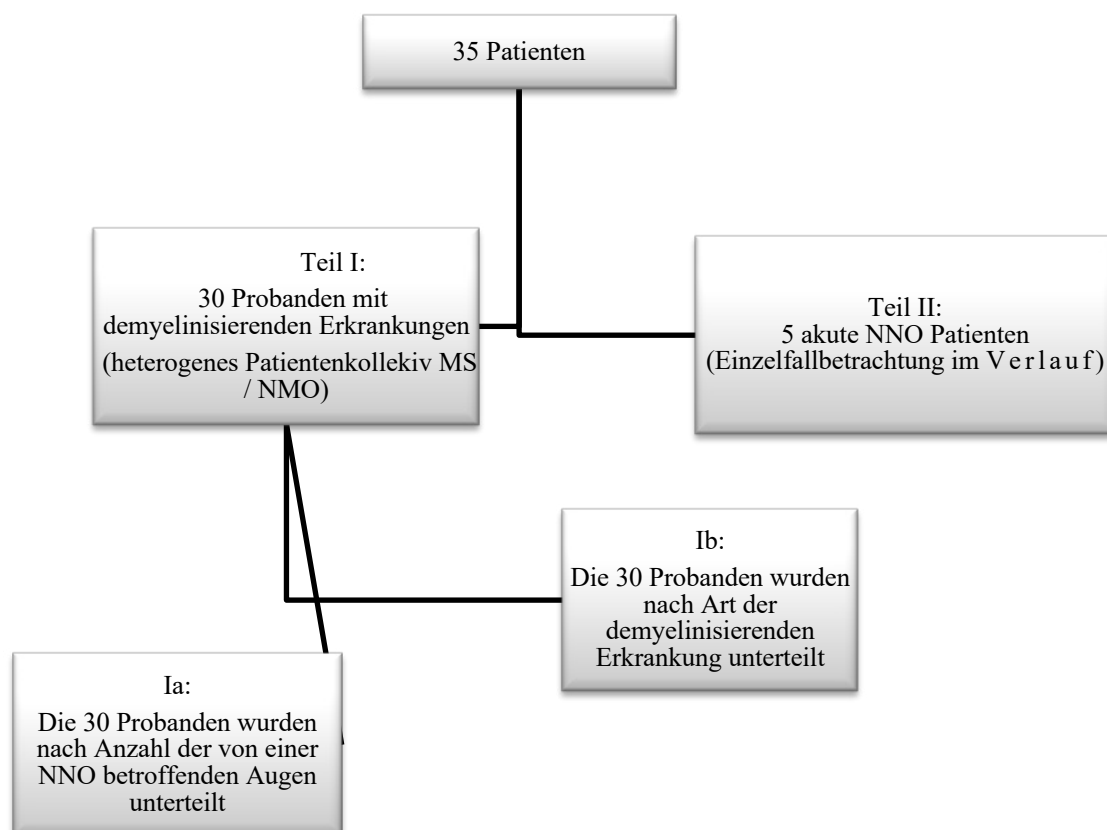 35 Patienten
Teil I:
30 Probanden mit
demyelinisierenden Erkrankungen
(heterogenes Patientenkollekiv MS
/ NMO)
Teil II:
5 akute NNO Patienten
(Einzelfallbetrachtung im Verlauf)
Ib:
Die 30 Probanden wurden
nach Art der
demyelinisierenden
Erkrankung unterteilt
Ia:
Die 30 Probanden wurden
nach Anzahl der von einer
NNO betroffenden Augen
unterteilt